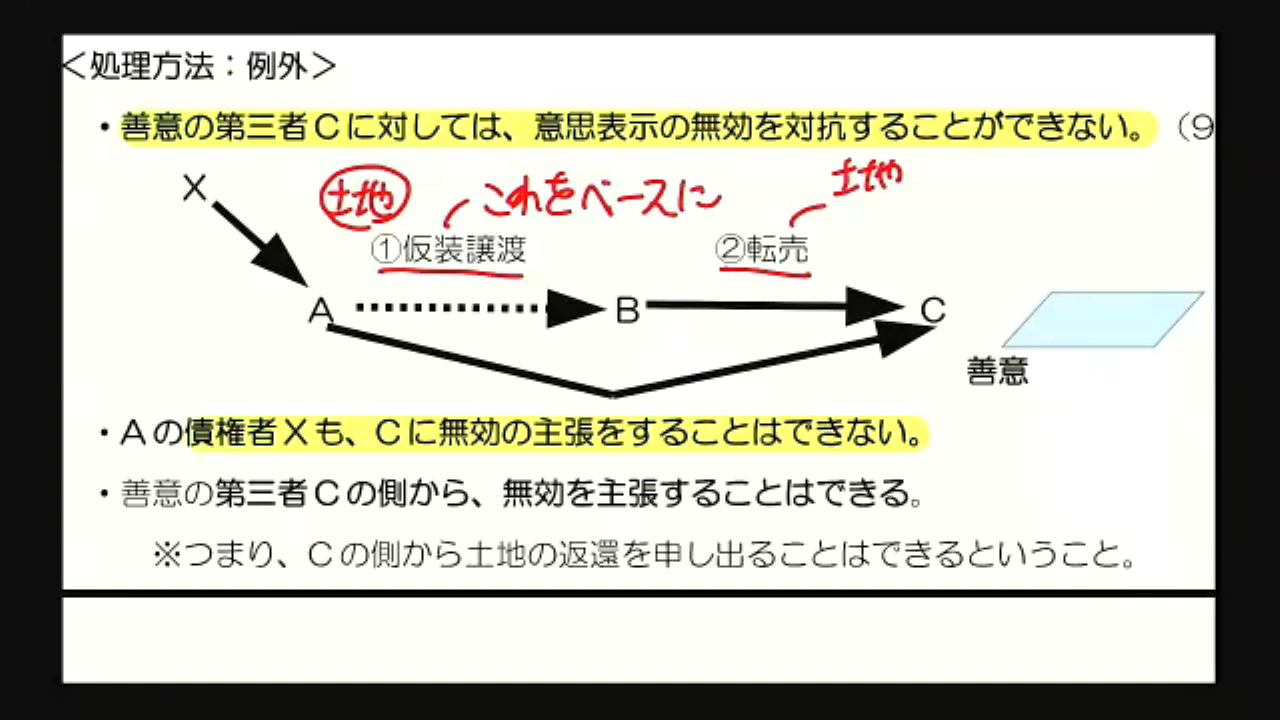 ＜処理方法：例外＞
・善意の第三者Ｃに対しては、意思表示の無効を対抗することができない。（9
X
土地
これをベースに
土地
①仮装譲渡
②転売
A
B
C
善意
・Ａの債権者Ｘも、Ｃに無効の主張をすることはできない。
・善意の第三者Ｃの側から、無効を主張することはできる。
※つまり、Ｃの側から土地の返還を申し出ることはできるということ。